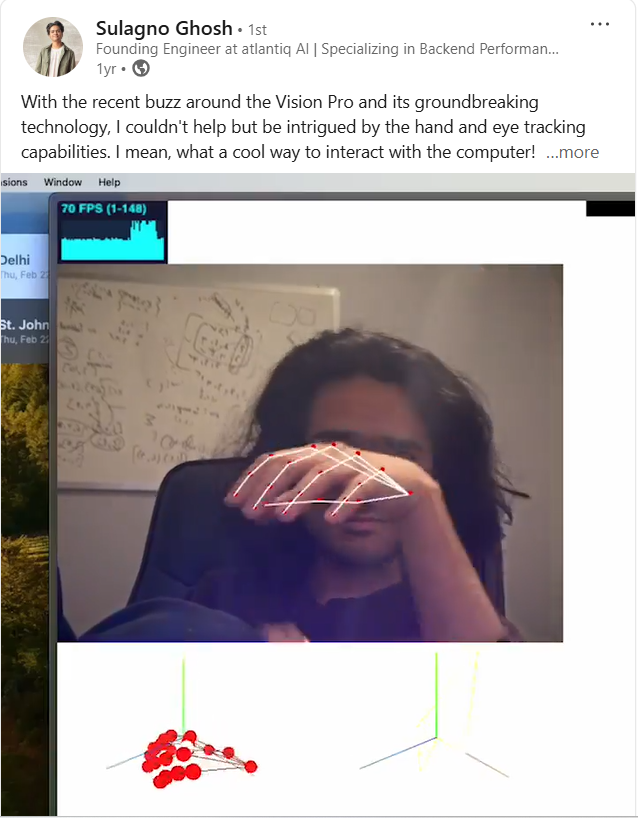 Sulagno Ghosh • 1st
Founding Engineer at atlantiq AI | Specializing in Backend Performan...
1yr •
With the recent buzz around the Vision Pro and its groundbreaking
technology, I couldn't help but be intrigued by the hand and eye tracking
capabilities. I mean, what a cool way to interact with the computer! ...more
sions Window Help
70 FPS (1-148)
Delhi
Thu, Feb 22
St. John
Thu, Feb 22